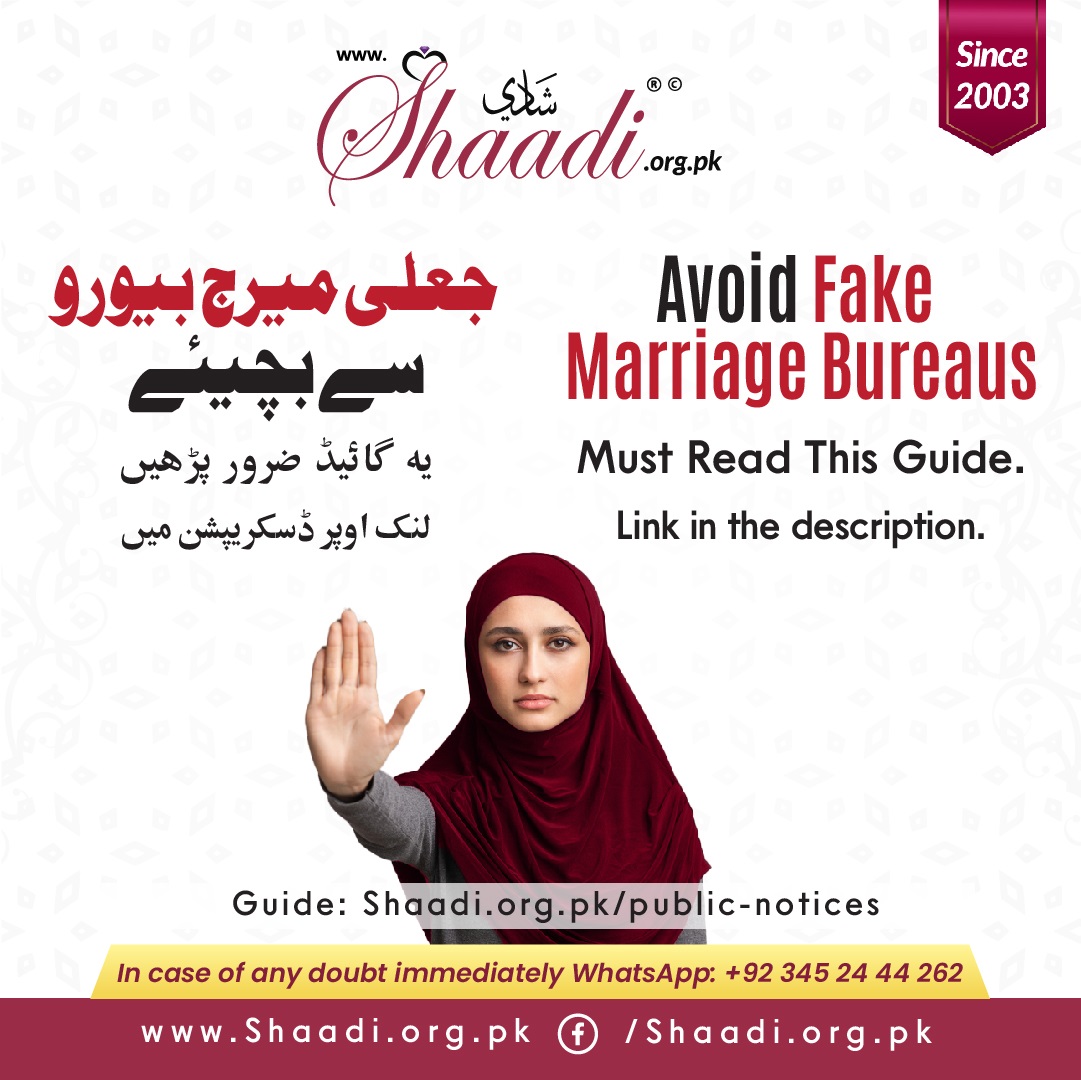 www.
شادي
Shaadi
.org.pk
® ©
Since
2003
جعلی میرج بیورو
سے بچیئے
یہ گائیڈ ضرور پڑھیں
لنک اوپر ڈسکرپشن میں
Avoid Fake
Marriage Bureaus
Must Read This Guide.
Link in the description.
Guide: Shaadi.org.pk/public-notices
In case of any doubt immediately WhatsApp: +92 345 24 44 262
www.Shaadi.org.pk f /Shaadi.org.pk